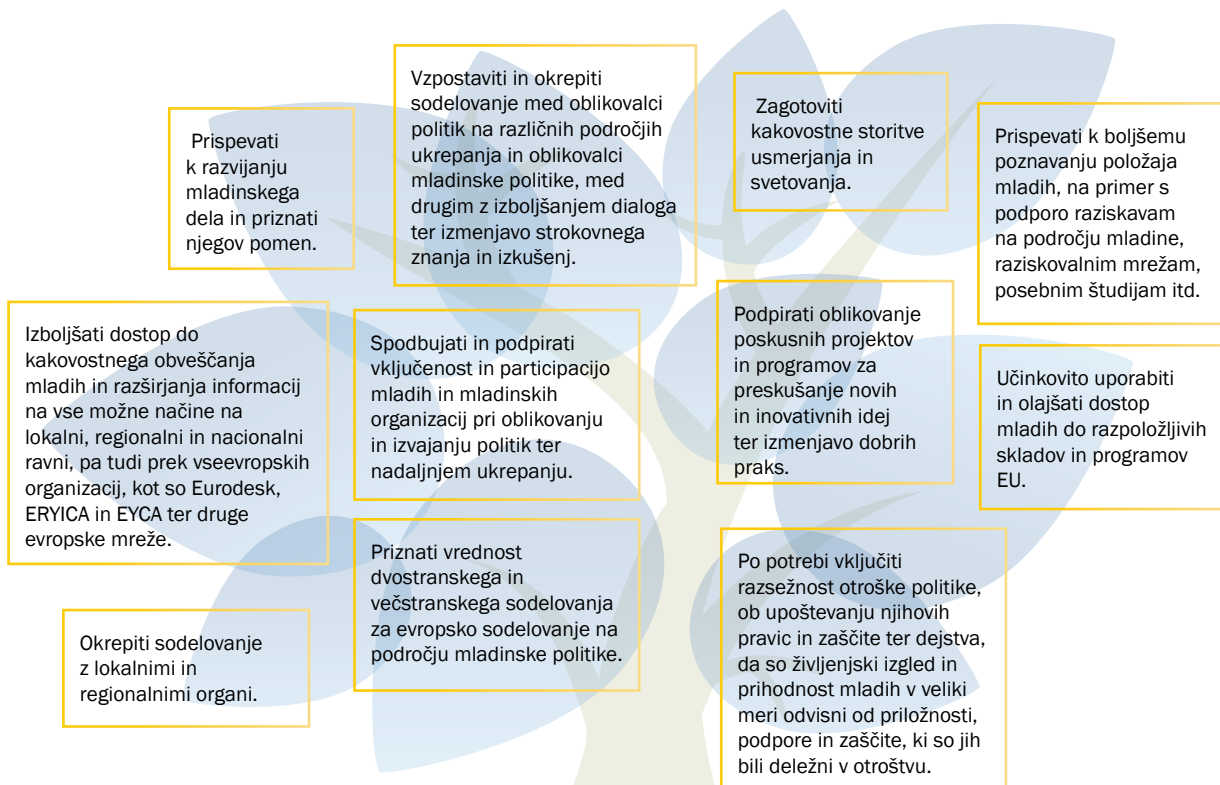 Prispevati
k razvijanju
mladinskega
dela in priznati
njegov pomen.
Vzpostaviti in okrepiti
sodelovanje med oblikovalci
politik na različnih področjih
ukrepanja in oblikovalci
mladinske politike, med
drugim z izboljšanjem dialoga
ter izmenjavo strokovnega
znanja in izkušenj.
Zagotoviti
kakovostne storitve
usmerjanja in
svetovanja.
Prispevati k boljšemu
poznavanju položaja
mladih, na primer s
podporo raziskavam
na področju mladine,
raziskovalnim mrežam,
posebnim študijam itd.
Izboljšati dostop do
kakovostnega obveščanja
mladih in razširjanja informacij
na vse možne načine na
lokalni, regionalni in nacionalni
ravni, pa tudi prek vseevropskih
organizacij, kot so Eurodesk,
ERYICA in EYCA ter druge
evropske mreže.
Spodbujati in podpirati
vključenost in participacijo
mladih in mladinskih
organizacij pri oblikovanju
in izvajanju politik ter
nadaljnjem ukrepanju.
Podpirati oblikovanje
poskusnih projektov
in programov za
preskušanje novih
in inovativnih idej
ter izmenjavo dobrih
praks.
Učinkovito uporabiti
in olajšati dostop
mladih do razpoložljivih
skladov in programov
EU.
Okrepiti sodelovanje
z lokalnimi in
regionalnimi organi.
Priznati vrednost
dvostranskega in
večstranskega sodelovanja
za evropsko sodelovanje na
področju mladinske politike.
Po potrebi vključiti
razsežnost otroške politike,
ob upoštevanju njihovih
pravic in zaščite ter dejstva,
da so življenjski izgled in
prihodnost mladih v veliki
meri odvisni od priložnosti,
podpore in zaščite, ki so jih
bili deležni v otroštvu.